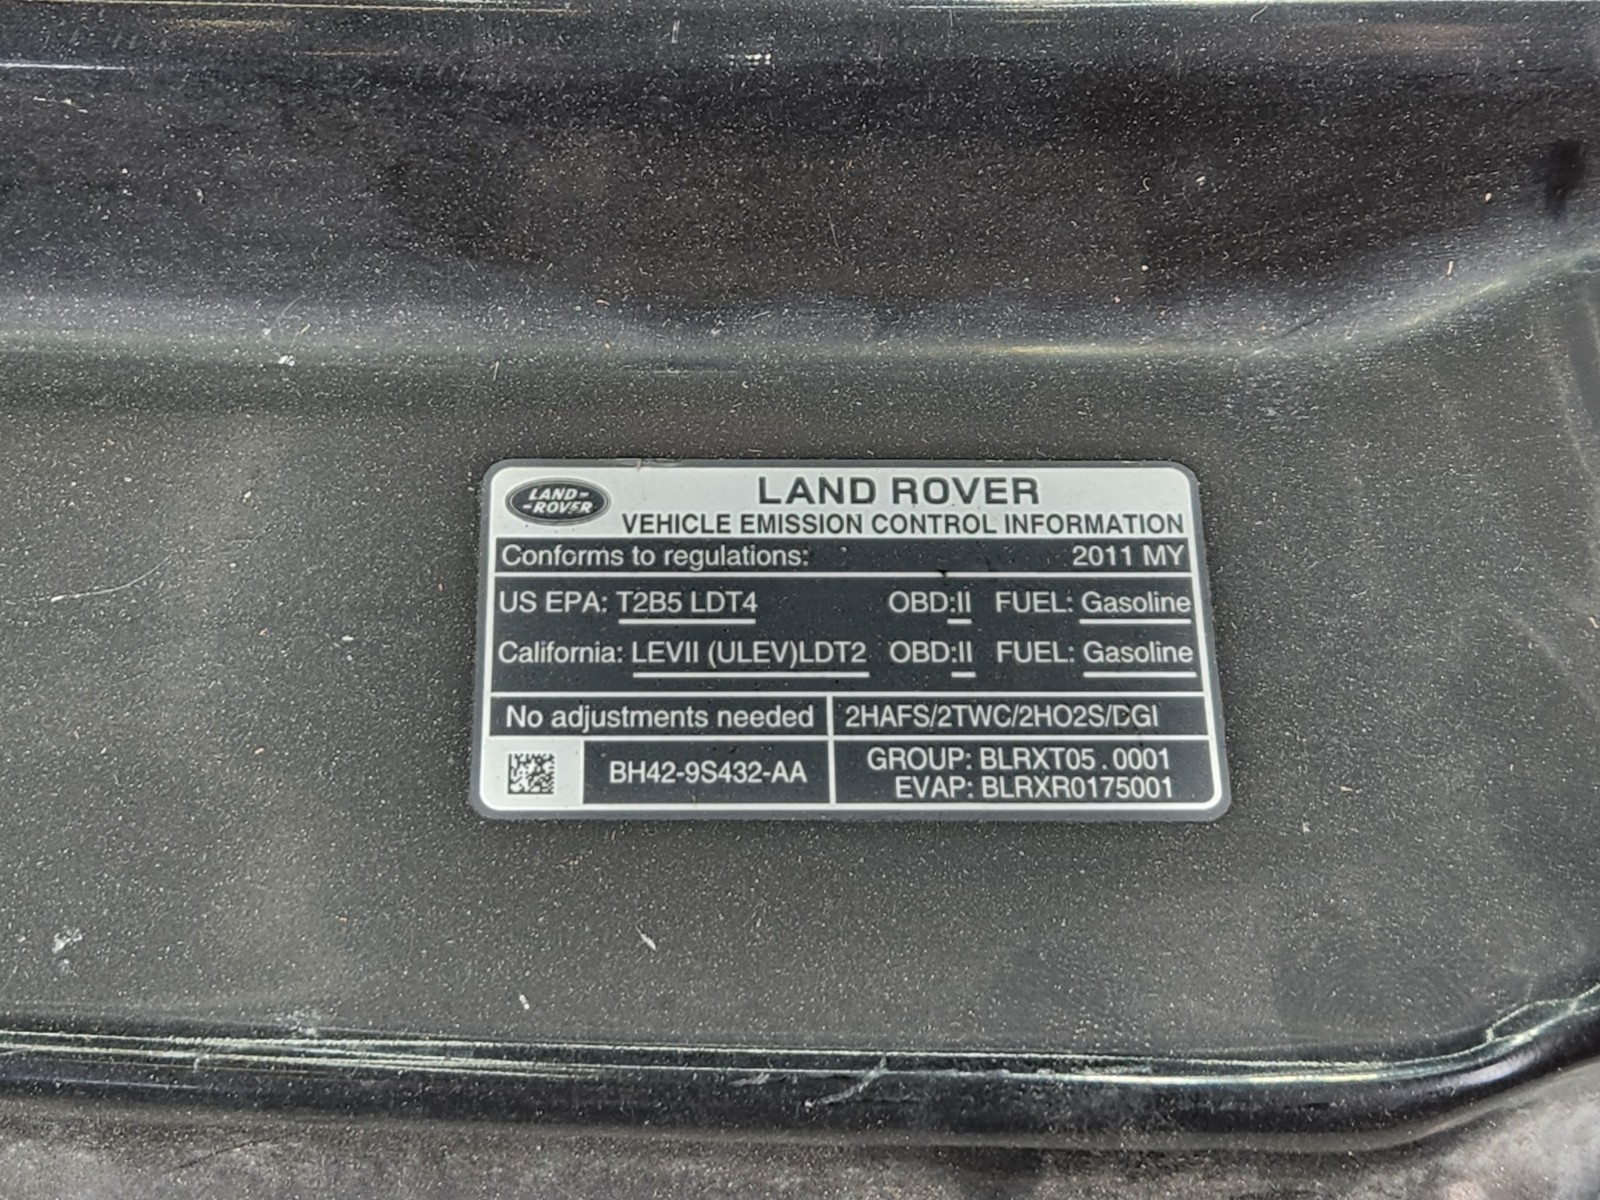 LAND-
-ROVER
LAND ROVER
VEHICLE EMISSION CONTROL INFORMATION
Conforms to regulations: 2011 MY
US EPA: T2B5 LDT4 OBD:II FUEL: Gasoline
California: LEVII (ULEV)LDT2 OBD:II FUEL: Gasoline
No adjustments needed 2HAFS/2TWC/2HO2S/DGI
BH42-9S432-AA
GROUP: BLRXT05.0001
EVAP: BLRXR0175001